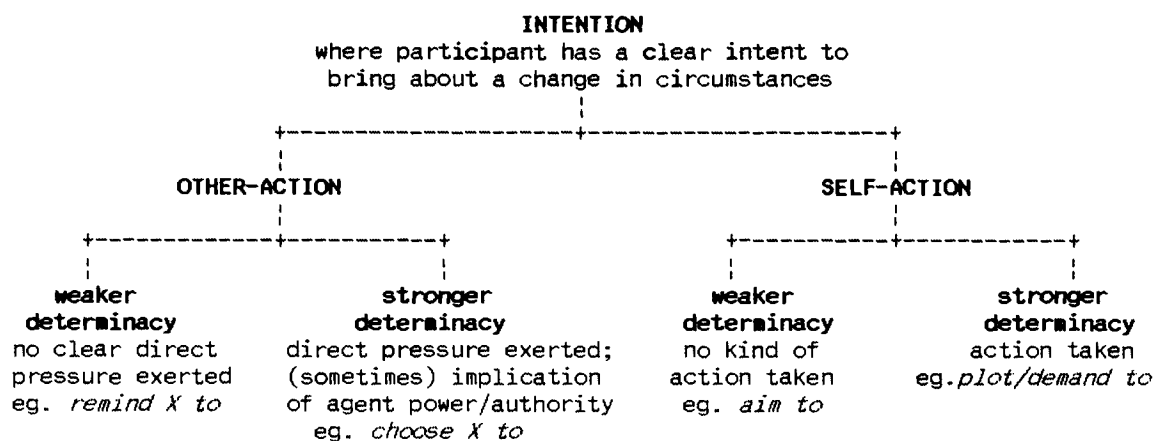 INTENTION
where participant has a clear intent to
bring about a change in circumstances
OTHER-ACTION
SELF-ACTION
weaker
determinacy
no clear direct
pressure exerted
eg. remind X to
stronger
determinacy
direct pressure exerted;
(sometimes) implication
of agent power/authority
eg. choose X to
weaker
determinacy
no kind of
action taken
eg. aim to
stronger
determinacy
action taken
eg.plot/demand to